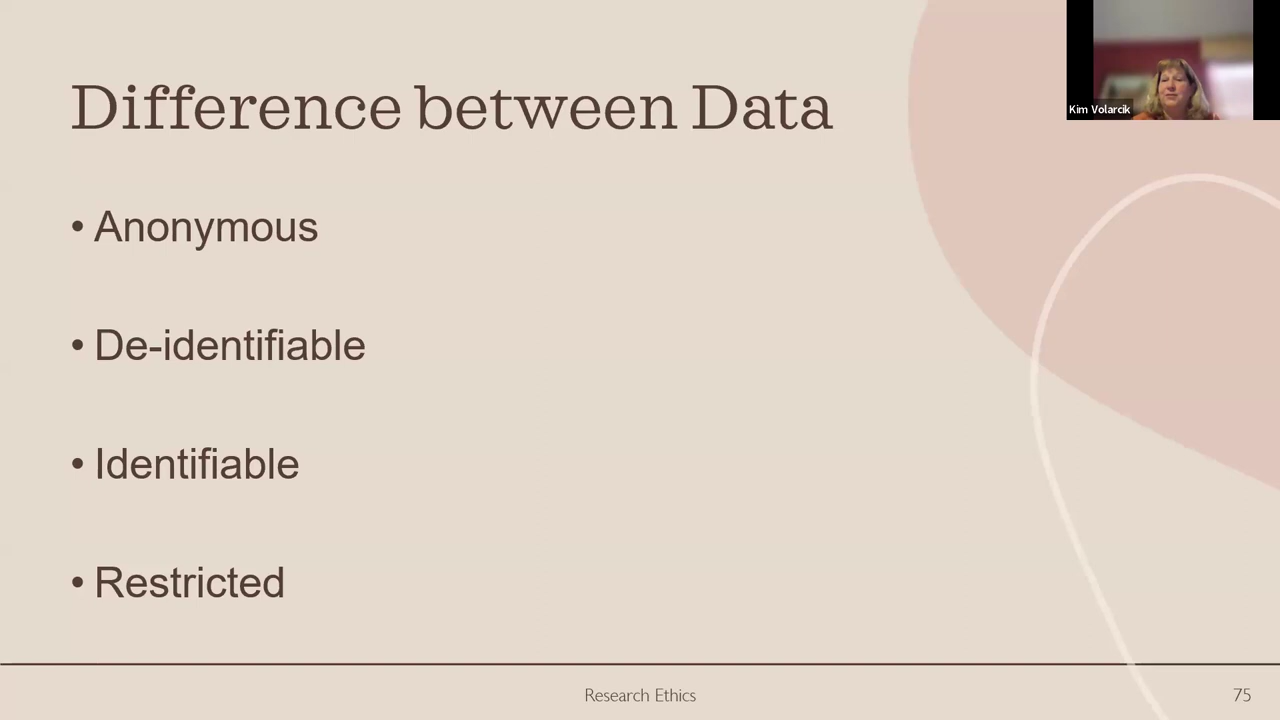 Difference between Data
• Anonymous
• De-identifiable
• Identifiable
• Restricted
Kim Volarcik
Research Ethics
75